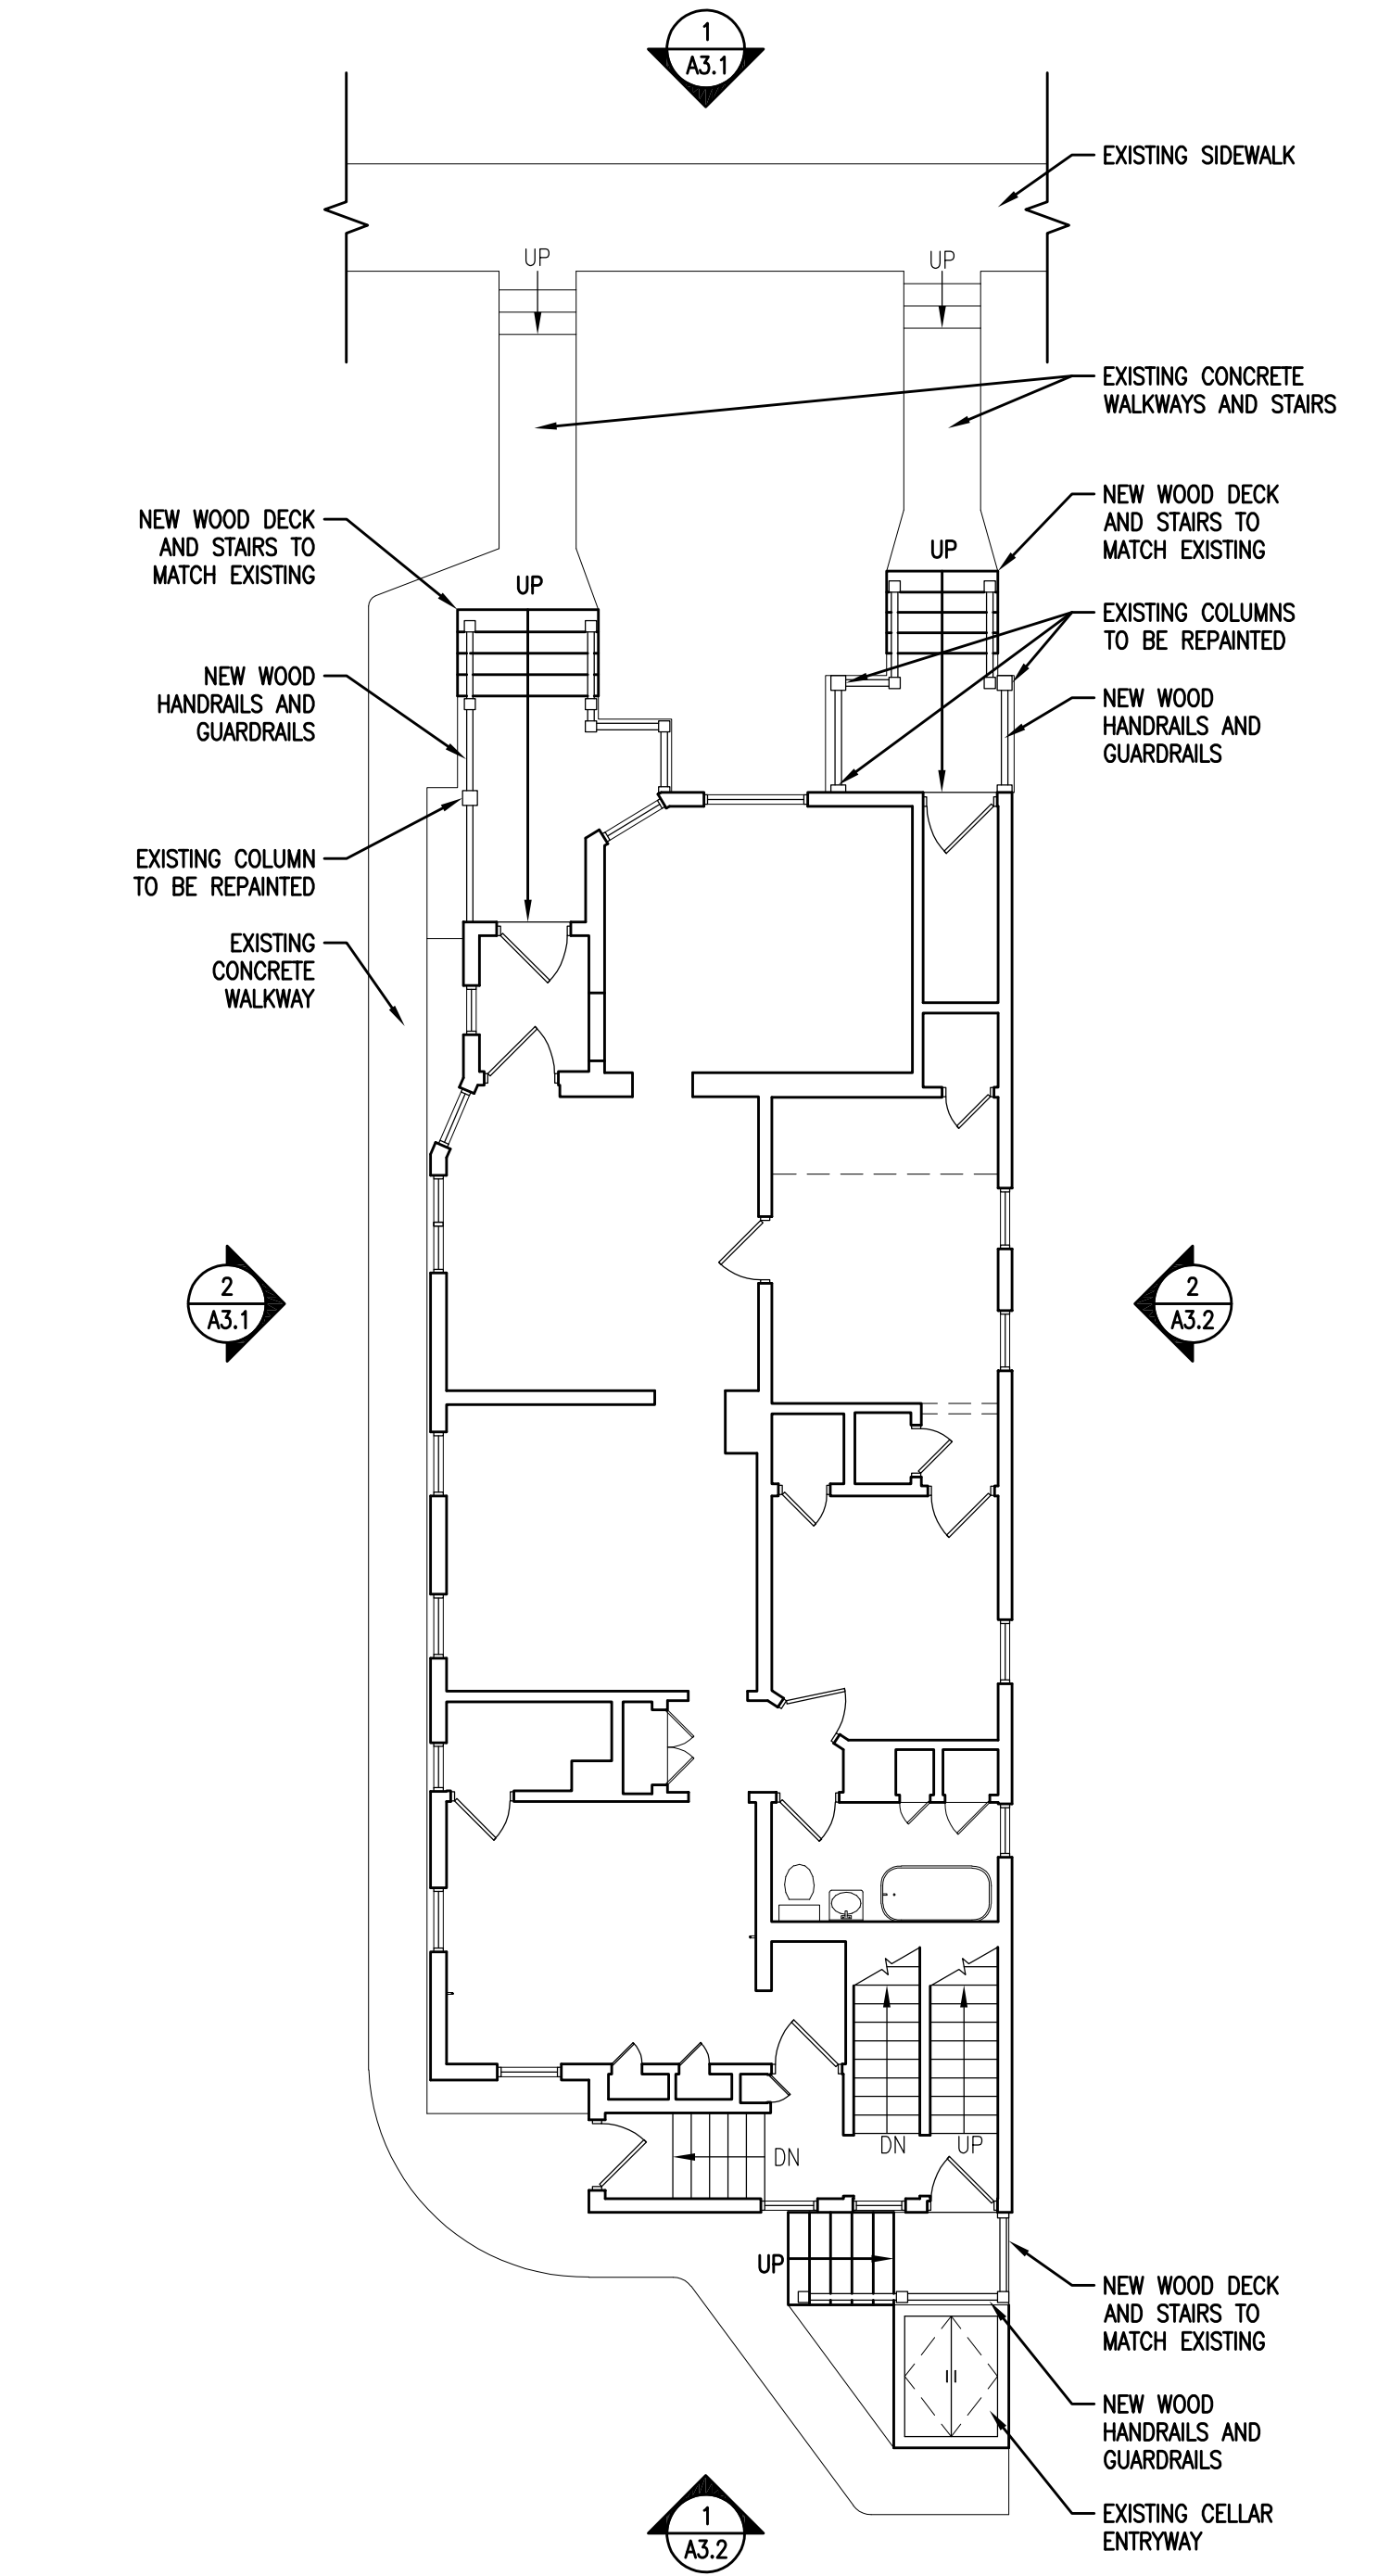 1
A3.1
EXISTING SIDEWALK
UP
UP
EXISTING CONCRETE
WALKWAYS AND STAIRS
NEW WOOD DECK
AND STAIRS TO
MATCH EXISTING
NEW WOOD DECK
AND STAIRS TO
MATCH EXISTING
UP
UP
EXISTING COLUMNS
TO BE REPAINTED
NEW WOOD
HANDRAILS AND
GUARDRAILS
NEW WOOD
HANDRAILS AND
GUARDRAILS
EXISTING COLUMN
TO BE REPAINTED
EXISTING
CONCRETE
WALKWAY
2
A3.1
2
A3.2
DN
UP
DN
UP
NEW WOOD DECK
AND STAIRS TO
MATCH EXISTING
NEW WOOD
HANDRAILS AND
GUARDRAILS
EXISTING CELLAR
ENTRYWAY
1
A3.2